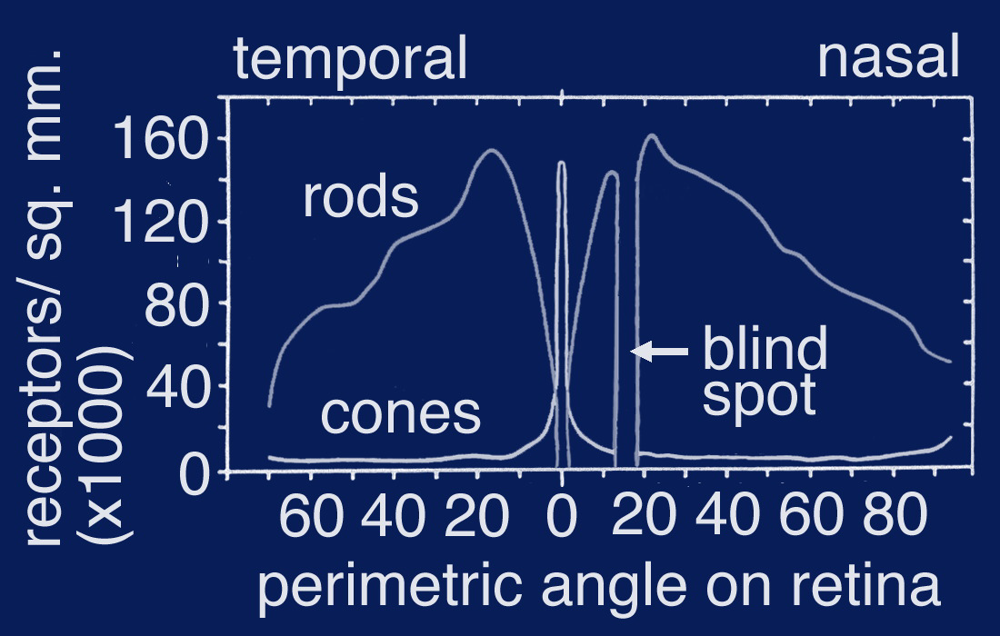 temporal
nasal
receptors/ sq. mm.
(x1000)
160
120
80
40
0
rods
cones
blind
spot
60 40 20 0 20 40 60 80
perimetric angle on retina